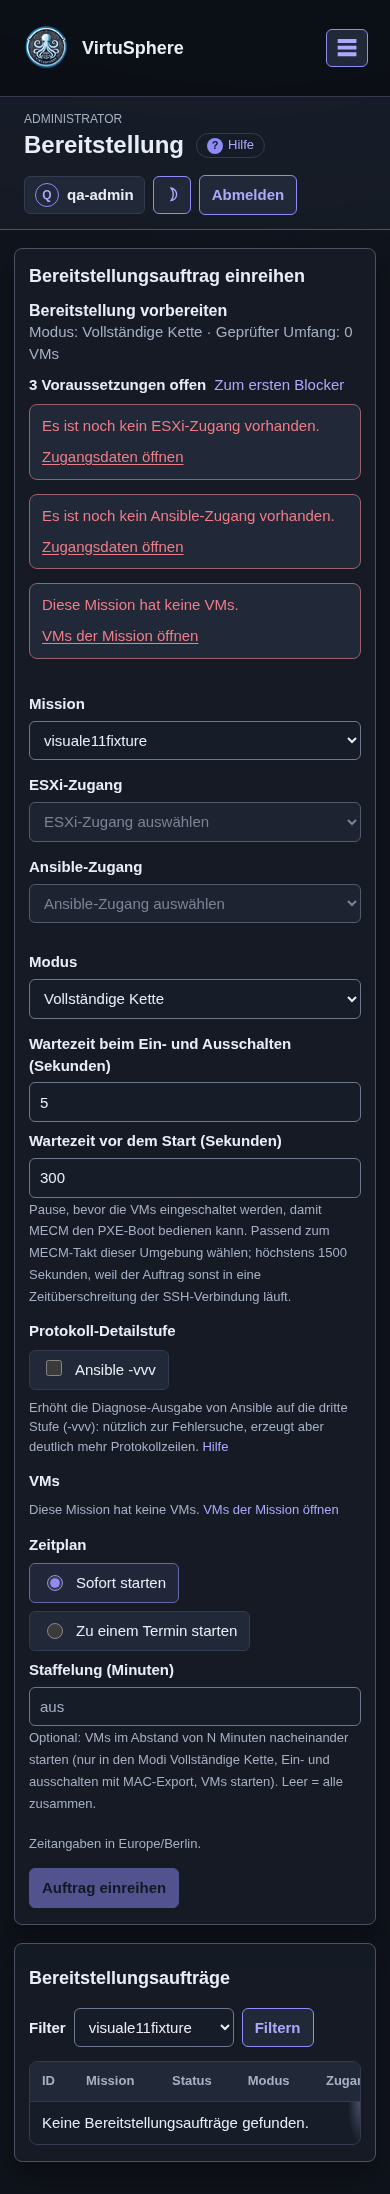 VirtuSphere
ADMINISTRATOR
Bereitstellung
? Hilfe
Q qa-admin
Abmelden
Bereitstellungsauftrag einreihen
Bereitstellung vorbereiten
Modus: Vollständige Kette · Geprüfter Umfang: 0
VMs
3 Voraussetzungen offen Zum ersten Blocker
Es ist noch kein ESXi-Zugang vorhanden.
Zugangsdaten öffnen
Es ist noch kein Ansible-Zugang vorhanden.
Zugangsdaten öffnen
Diese Mission hat keine VMs.
VMs der Mission öffnen
Mission
visuale11fixture
ESXi-Zugang
ESXi-Zugang auswählen
Ansible-Zugang
Ansible-Zugang auswählen
Modus
Vollständige Kette
Wartezeit beim Ein- und Ausschalten
(Sekunden)
5
Wartezeit vor dem Start (Sekunden)
300
Pause, bevor die VMs eingeschaltet werden, damit
MECM den PXE-Boot bedienen kann. Passend zum
MECM-Takt dieser Umgebung wählen; höchstens 1500
Sekunden, weil der Auftrag sonst in eine
Zeitüberschreitung der SSH-Verbindung läuft.
Protokoll-Detailstufe
Ansible -vvv
Erhöht die Diagnose-Ausgabe von Ansible auf die dritte
Stufe (-vvv): nützlich zur Fehlersuche, erzeugt aber
deutlich mehr Protokollzeilen. Hilfe
VMs
Diese Mission hat keine VMs. VMs der Mission öffnen
Zeitplan
Sofort starten
Zu einem Termin starten
Staffelung (Minuten)
aus
Optional: VMs im Abstand von N Minuten nacheinander
starten (nur in den Modi Vollständige Kette, Ein- und
ausschalten mit MAC-Export, VMs starten). Leer = alle
zusammen.
Zeitangaben in Europe/Berlin.
Auftrag einreihen
Bereitstellungsaufträge
Filter visuale11fixture Filtern
ID Mission Status Modus Zugan
Keine Bereitstellungsaufträge gefunden.